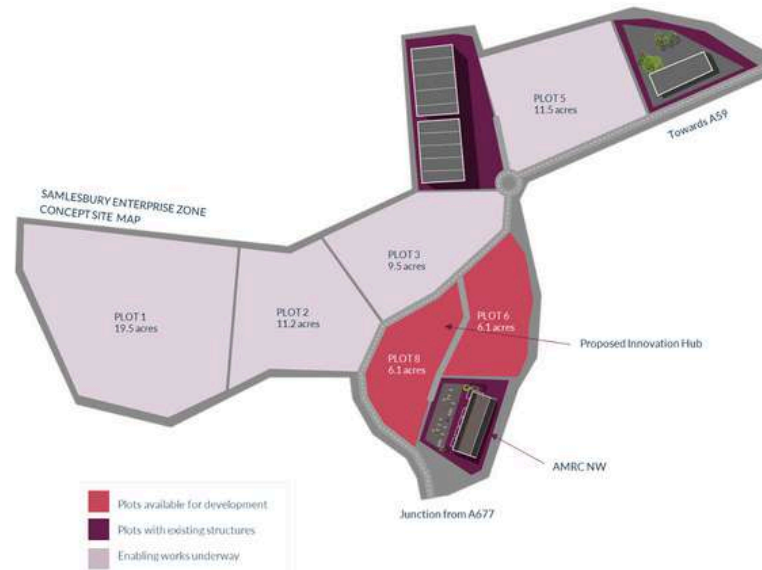 PLOT 5
11.5 acres
Towards A59
SAMLESBURY ENTERPRISE ZONE
CONCEPT SITE MAP
PLOT 3
9.5 acres
PLOT 1
19.5 acres
PLOT 2
11.2 acres
PLOT 6
6.1 acres
Proposed Innovation Hub
PLOT 8
6.1 acres
AMRC NW
Junction from A677
Plots available for development
Plots with existing structures
Enabling works underway